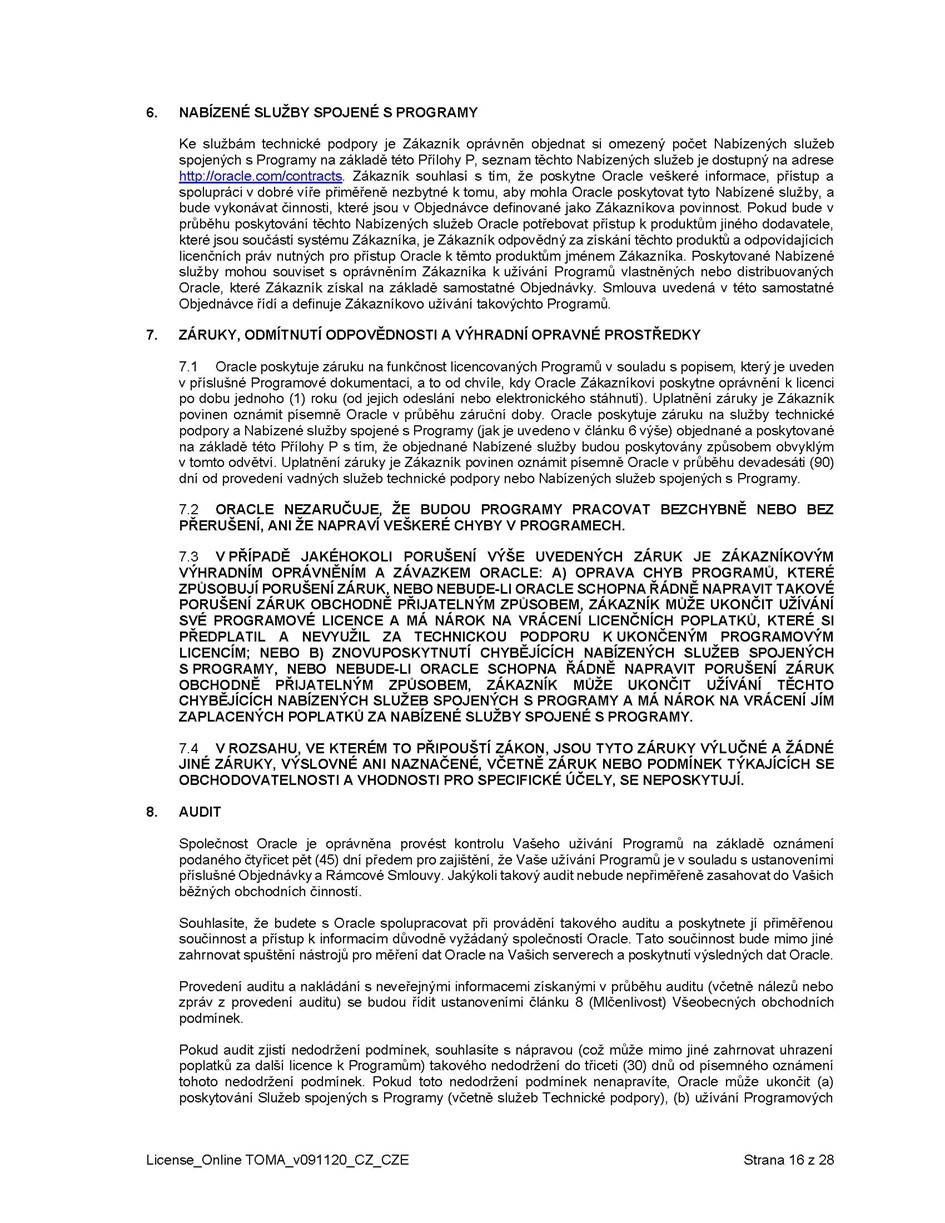 6. NABÍZENÉ SLUŽBY SPOJENÉ S PROGRAMY
Ke službám technické podpory je Zákazník oprávněn objednat si omezený počet Nabízených služeb
spojených s Programy na základě této Přílohy P, seznam těchto Nabízených služeb je dostupný na adrese
http://oracle.com/contracts. Zákazník souhlasí s tím, že poskytne Oracle veškeré informace, přístup a
spolupráci v dobré víře přiměřeně nezbytné k tomu, aby mohla Oracle poskytovat tyto Nabízené služby, a
bude vykonávat činnosti, které jsou v Objednávce definované jako Zákazníkova povinnost. Pokud bude v
průběhu poskytování těchto Nabízených služeb Oracle potřebovat přístup k produktům jiného dodavatele,
které jsou součástí systému Zákazníka, je Zákazník odpovědný za získání těchto produktů a odpovídajících
licenčních práv nutných pro přístup Oracle k těmto produktům jménem Zákazníka. Poskytované Nabízené
služby mohou souviset s oprávněním Zákazníka k užívání Programů vlastněných nebo distribuovaných
Oracle, které Zákazník získal na základě samostatné Objednávky. Smlouva uvedená v této samostatné
Objednávce řídí a definuje Zákazníkovo užívání takovýchto Programů.
7. ZÁRUKY, ODMÍTNUTÍ ODPOVĚDNOSTI A VÝHRADNÍ OPRAVNÉ PROSTŘEDKY
7.1 Oracle poskytuje záruku na funkčnost licencovaných Programů v souladu s popisem, který je uveden
v příslušné Programové dokumentaci, a to od chvíle, kdy Oracle Zákazníkovi poskytne oprávnění k licenci
po dobu jednoho (1) roku (od jejich odeslání nebo elektronického stáhnutí). Uplatnění záruky je Zákazník
povinen oznámit písemně Oracle v průběhu záruční doby. Oracle poskytuje záruku na služby technické
podpory a Nabízené služby spojené s Programy (jak je uvedeno v článku 6 výše) objednané a poskytované
na základě této Přílohy P s tím, že objednané Nabízené služby budou poskytovány způsobem obvyklým
v tomto odvětví. Uplatnění záruky je Zákazník povinen oznámit písemně Oracle v průběhu devadesáti (90)
dní od provedení vadných služeb technické podpory nebo Nabízených služeb spojených s Programy.
7.2 ORACLE NEZARUČUJE, ŽE BUDOU PROGRAMY PRACOVAT BEZCHYBNĚ NEBO BEZ
PŘERUŠENÍ, ANI ŽE NAPRAVÍ VEŠKERÉ CHYBY V PROGRAMECH.
7.3 V PŘÍPADĚ JAKÉHOKOLI PORUŠENÍ VÝŠE UVEDENÝCH ZÁRUK JE ZÁKAZNÍKOVÝM
VÝHRADNÍM OPRÁVNĚNÍM A ZÁVAZKEM ORACLE: A) OPRAVA CHYB PROGRAMŮ, KTERÉ
ZPŮSOBUJÍ PORUŠENÍ ZÁRUK, NEBO NEBUDE-LI ORACLE SCHOPNA ŘÁDNĚ NAPRAVIT TAKOVÉ
PORUŠENÍ ZÁRUK OBCHODNĚ PŘIJATELNÝM ZPŮSOBEM, ZÁKAZNÍK MŮŽE UKONČIT UŽÍVÁNÍ
SVÉ PROGRAMOVÉ LICENCE A MÁ NÁROK NA VRÁCENÍ LICENČNÍCH POPLATKŮ, KTERÉ SI
PŘEDPLATIL A NEVYUŽIL ZA TECHNICKOU PODPORU K UKONČENÝM PROGRAMOVÝM
LICENCÍM; NEBO B) ZNOVUPOSKYTNUTÍ CHYBĚJÍCÍCH NABÍZENÝCH SLUŽEB SPOJENÝCH
S PROGRAMY, NEBO NEBUDE-LI ORACLE SCHOPNA ŘÁDNĚ NAPRAVIT PORUŠENÍ ZÁRUK
OBCHODNĚ PŘIJATELNÝM ZPŮSOBEM, ZÁKAZNÍK MŮŽE UKONČIT UŽÍVÁNÍ TĚCHTO
CHYBĚJÍCÍCH NABÍZENÝCH SLUŽEB SPOJENÝCH S PROGRAMY A MÁ NÁROK NA VRÁCENÍ JÍM
ZAPLACENÝCH POPLATKŮ ZA NABÍZENÉ SLUŽBY SPOJENÉ S PROGRAMY.
7.4 V ROZSAHU, VE KTERÉM TO PŘIPOUŠTÍ ZÁKON, JSOU TYTO ZÁRUKY VÝLUČNÉ A ŽÁDNÉ
JINÉ ZÁRUKY, VÝSLOVNÉ ANI NAZNAČENÉ, VČETNĚ ZÁRUK NEBO PODMÍNEK TÝKAJÍCÍCH SE
OBCHODOVATELNOSTI A VHODNOSTI PRO SPECIFICKÉ ÚČELY, SE NEPOSKYTUJÍ.
8. AUDIT
Společnost Oracle je oprávněna provést kontrolu Vašeho užívání Programů na základě oznámení
podaného čtyřicet pět (45) dní předem pro zajištění, že Vaše užívání Programů je v souladu s ustanoveními
příslušné Objednávky a Rámcové Smlouvy. Jakýkoli takový audit nebude nepřiměřeně zasahovat do Vašich
běžných obchodních činností.
Souhlasíte, že budete s Oracle spolupracovat při provádění takového auditu a poskytnete jí přiměřenou
součinnost a přístup k informacím důvodně vyžádaný společností Oracle. Tato součinnost bude mimo jiné
zahrnovat spuštění nástrojů pro měření dat Oracle na Vašich serverech a poskytnutí výsledných dat Oracle.
Provedení auditu a nakládání s neveřejnými informacemi získanými v průběhu auditu (včetně nálezů nebo
zpráv z provedení auditu) se budou řídit ustanoveními článku 8 (Mlčenlivost) Všeobecných obchodních
podmínek.
Pokud audit zjistí nedodržení podmínek, souhlasíte s nápravou (což může mimo jiné zahrnovat uhrazení
poplatků za další licence k Programům) takového nedodržení do třiceti (30) dnů od písemného oznámení
tohoto nedodržení podmínek. Pokud toto nedodržení podmínek nenapravíte, Oracle může ukončit (a)
poskytování Služeb spojených s Programy (včetně služeb Technické podpory), (b) užívání Programových
License_Online TOMA_v091120_CZ_CZE Strana 16 z 28